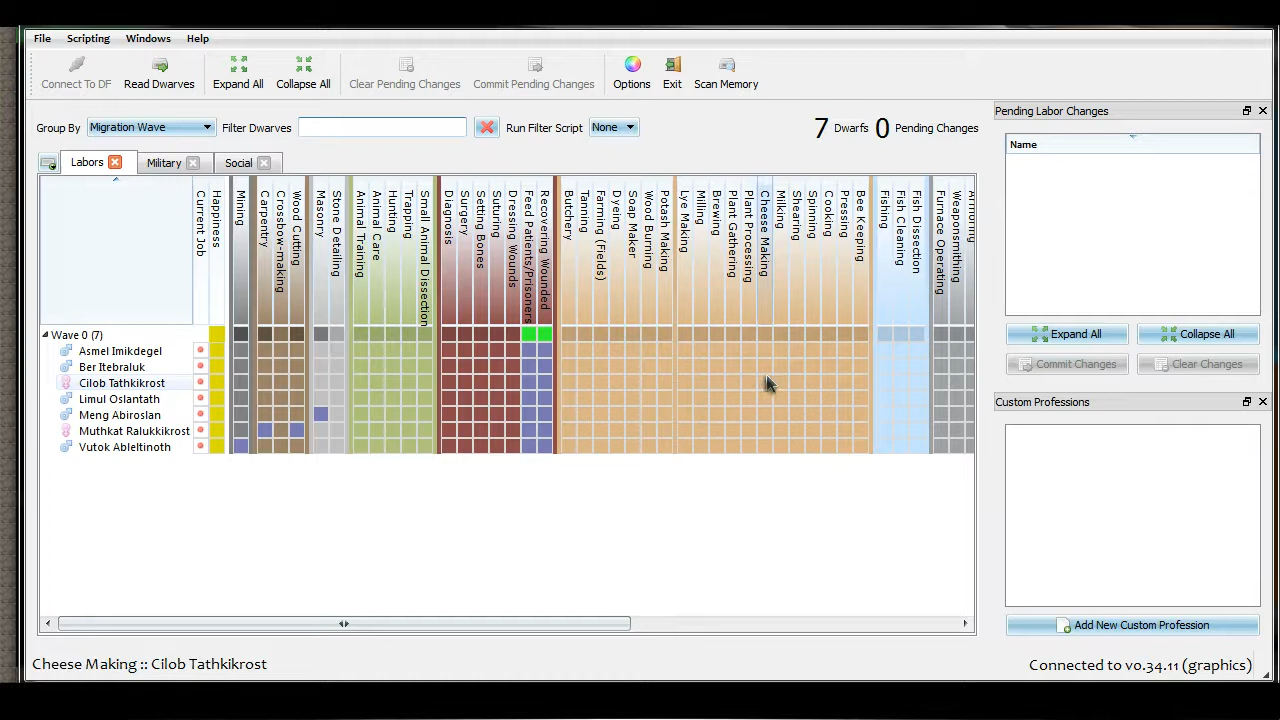 File Scripting Windows Help
Connect To DF Read Dwarves Expand All Collapse All Clear Pending Changes Commit Pending Changes Options Exit Scan Memory
Group By Migration Wave Filter Dwarves Run Filter Script None 7 Dwarfs 0 Pending Changes
Labors Military Social
Current Job
Happiness
Mining
Carpentry
Crossbow-making
Wood Cutting
Masonry
Stone Detailing
Animal Training
Animal Care
Hunting
Trapping
Small Animal Dissection
Diagnosis
Surgery
Setting Bones
Suturing
Dressing Wounds
Feed Patients/Prisoners
Recovering Wounded
Butchery
Tanning
Farming (Fields)
Dyeing
Soap Maker
Wood Burning
Potash Making
Lye Making
Milling
Brewing
Plant Gathering
Plant Processing
Cheese Making
Milking
Shearing
Spinning
Cooking
Pressing
Bee Keeping
Fishing
Fish Cleaning
Fish Dissection
Furnace Operating
Weaponsmithing
Wave 0 (7)
Asmel Imikdegel
Ber Itebraluk
Cilob Tathkikrost
Limul Oslantath
Meng Abiroslan
Muthkat Ralukkikrost
Vutok Ableltinoth
Pending Labor Changes
Name
Expand All Collapse All
Commit Changes Clear Changes
Custom Professions
Add New Custom Profession
Cheese Making :: Cilob Tathkikrost
Connected to v0.34.11 (graphics)